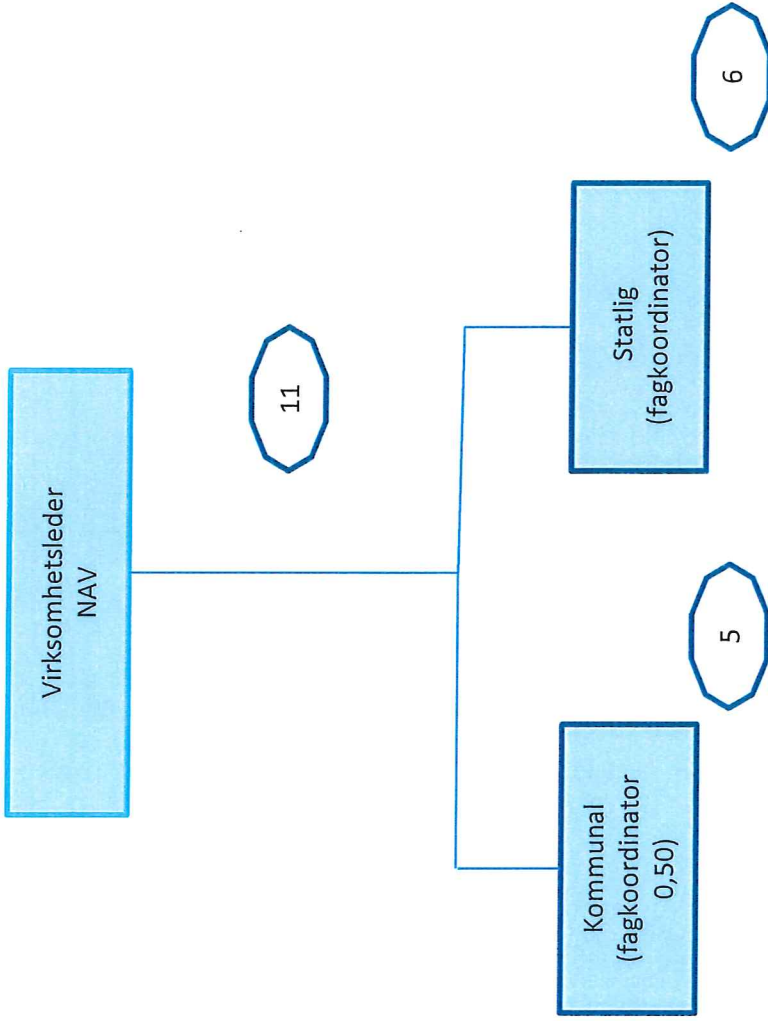 Virksomhetsleder
NAV
11
Kommunal
(fagkoordinator
0,50)
5
Statlig
(fagkoordinator)
6